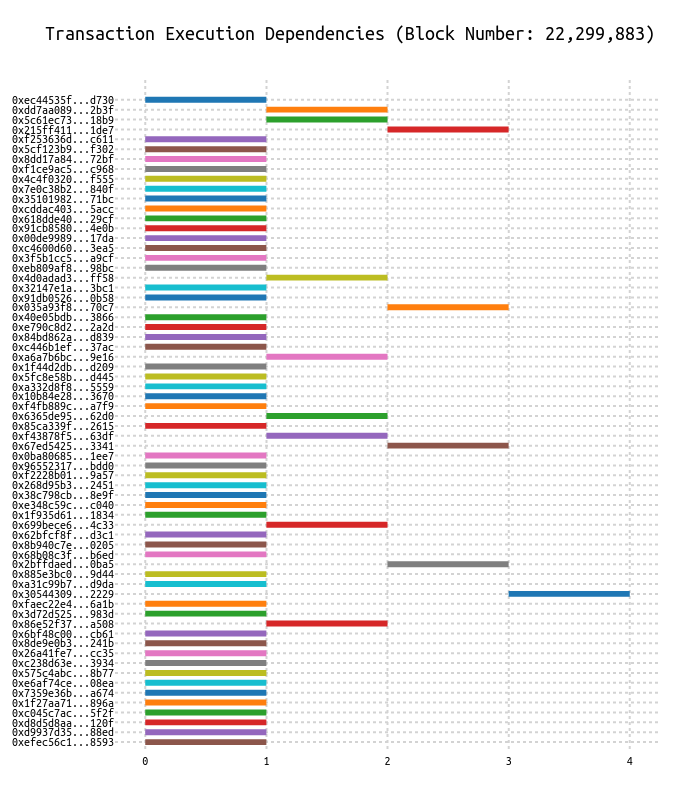 Transaction Execution Dependencies (Block Number: 22,299,883)
0xec44535f...d730
0xdd7aa089...2b3f
0x5c61ec73...18b9
0x215ff411...1de7
0xf253636d...c611
0x5cf123b9...f302
0x8dd17a84...72bf
0xf1ce9ac5...c968
0x4c4f0320...f555
0x7e0c38b2...840f
0x35101982...71bc
0xcddac403...5acc
0x618dde40...29cf
0x91cb8580...4e0b
0x00de9989...17da
0xc4600d60...3ea5
0x3f5b1cc5...a9cf
0xeb809af8...98bc
0x4d0adad3...ff58
0x32147e1a...3bc1
0x91db0526...0b58
0x035a93f8...70c7
0x40e05bdb...3866
0xe790c8d2...2a2d
0x84bd862a...d839
0xc446b1ef...37ac
0xa6a7b6bc...9e16
0x1f44d2db...d209
0x5fc8e58b...d445
0xa332d8f8...5559
0x10b84e28...3670
0xf4fb889c...a7f9
0x6365de95...62d0
0x85ca339f...2615
0xf43878f5...63df
0x67ed5425...3341
0x0ba80685...1ee7
0x96552317...bdd0
0xf2228b01...9a57
0x268d95b3...2451
0x38c798cb...8e9f
0xe348c59c...c040
0x1f935d61...1834
0x699bece6...4c33
0x62bfcf8f...d3c1
0x8b940c7e...0205
0x68b08c3f...b6ed
0x2bffdaed...0ba5
0x885e3bc0...9d44
0xa31c99b7...d9da
0x30544309...2229
0xfaec22e4...6a1b
0x3d72d525...983d
0x86e52f37...a508
0x6bf48c00...cb61
0x8de9e0b3...241b
0x26a41fe7...cc35
0xc238d63e...3934
0x575c4abc...8b77
0xe6af74ce...08ea
0x7359e36b...a674
0x1f27aa71...896a
0xc045c7ac...5f2f
0xd8d5d8aa...120f
0xd9937d35...88ed
0xefec56c1...8593
0 1 2 3 4